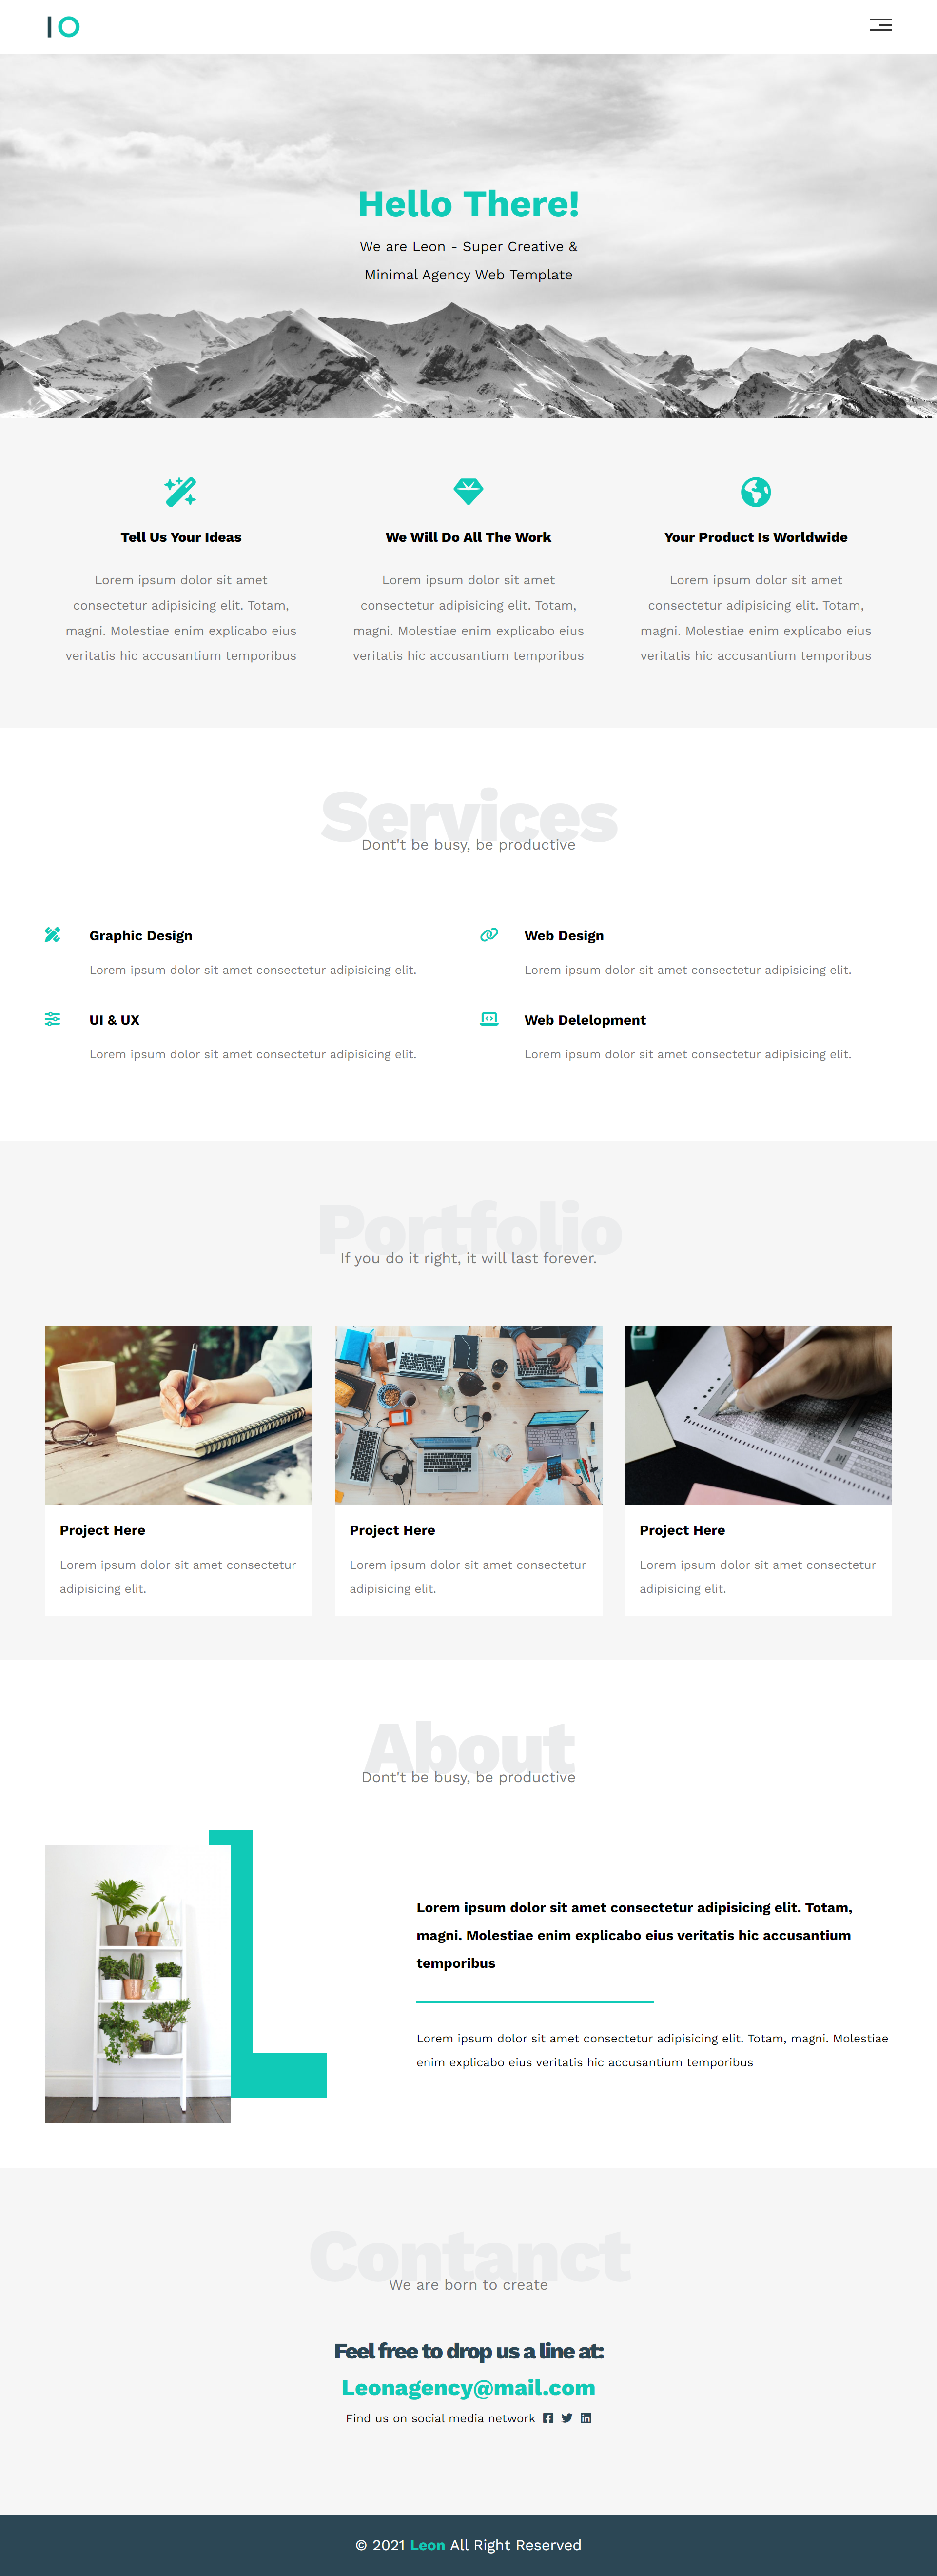 IO
Hello There!
We are Leon - Super Creative &
Minimal Agency Web Template
Tell Us Your Ideas
Lorem ipsum dolor sit amet
consectetur adipisicing elit. Totam,
magni. Molestiae enim explicabo eius
veritatis hic accusantium temporibus
We Will Do All The Work
Lorem ipsum dolor sit amet
consectetur adipisicing elit. Totam,
magni. Molestiae enim explicabo eius
veritatis hic accusantium temporibus
Your Product Is Worldwide
Lorem ipsum dolor sit amet
consectetur adipisicing elit. Totam,
magni. Molestiae enim explicabo eius
veritatis hic accusantium temporibus
Services
Dont't be busy, be productive
Graphic Design
Lorem ipsum dolor sit amet consectetur adipisicing elit.
Web Design
Lorem ipsum dolor sit amet consectetur adipisicing elit.
UI & UX
Lorem ipsum dolor sit amet consectetur adipisicing elit.
Web Delelopment
Lorem ipsum dolor sit amet consectetur adipisicing elit.
Portfolio
If you do it right, it will last forever.
Project Here
Lorem ipsum dolor sit amet consectetur
adipisicing elit.
Project Here
Lorem ipsum dolor sit amet consectetur
adipisicing elit.
Project Here
Lorem ipsum dolor sit amet consectetur
adipisicing elit.
About
Dont't be busy, be productive
Lorem ipsum dolor sit amet consectetur adipisicing elit. Totam,
magni. Molestiae enim explicabo eius veritatis hic accusantium
temporibus
Lorem ipsum dolor sit amet consectetur adipisicing elit. Totam, magni. Molestiae
enim explicabo eius veritatis hic accusantium temporibus
Contanct
We are born to create
Feel free to drop us a line at:
Leonagency@mail.com
Find us on social media network
© 2021 Leon All Right Reserved